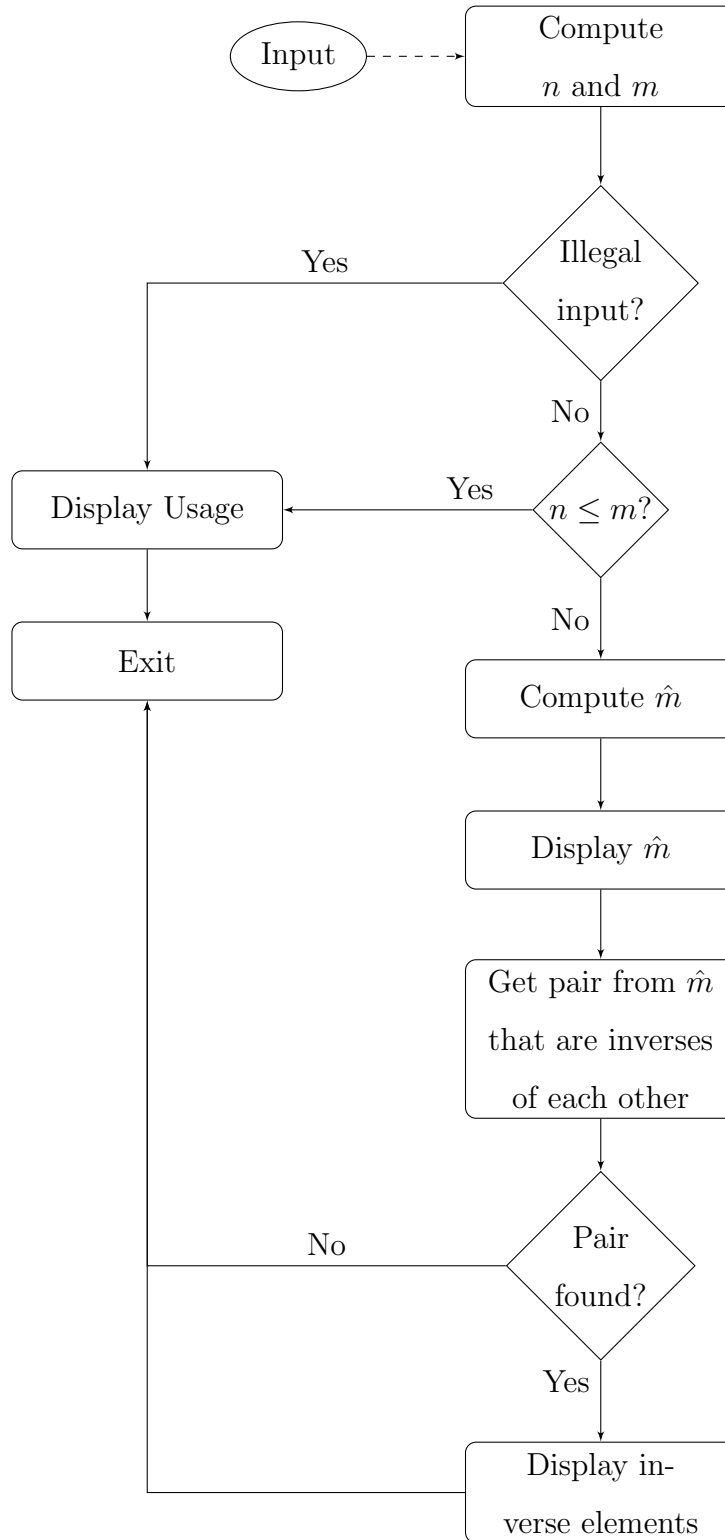 Input
Compute
n and m
Illegal
input?
Yes
No
Display Usage
Yes
n ≤ m?
No
Exit
Compute m̂
Display m̂
Get pair from m̂
that are inverses
of each other
Pair
found?
No
Yes
Display in-
verse elements